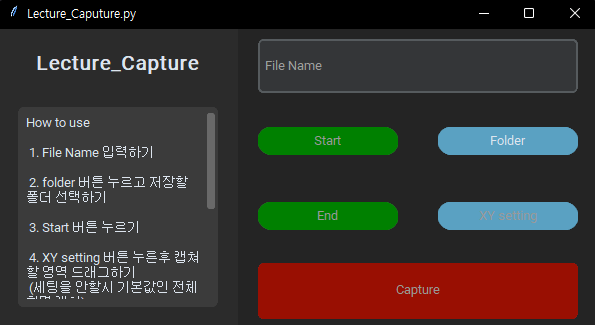 Lecture_Caputure.py
Lecture_Capture
How to use
1. File Name 입력하기
2. folder 버튼 누르고 저장할
폴더 선택하기
3. Start 버튼 누르기
4. XY setting 버튼 누른후 캡쳐
할 영역 드래그하기
(세팅을 안할시 기본값인 전체
File Name
Start
Folder
End
XY setting
Capture